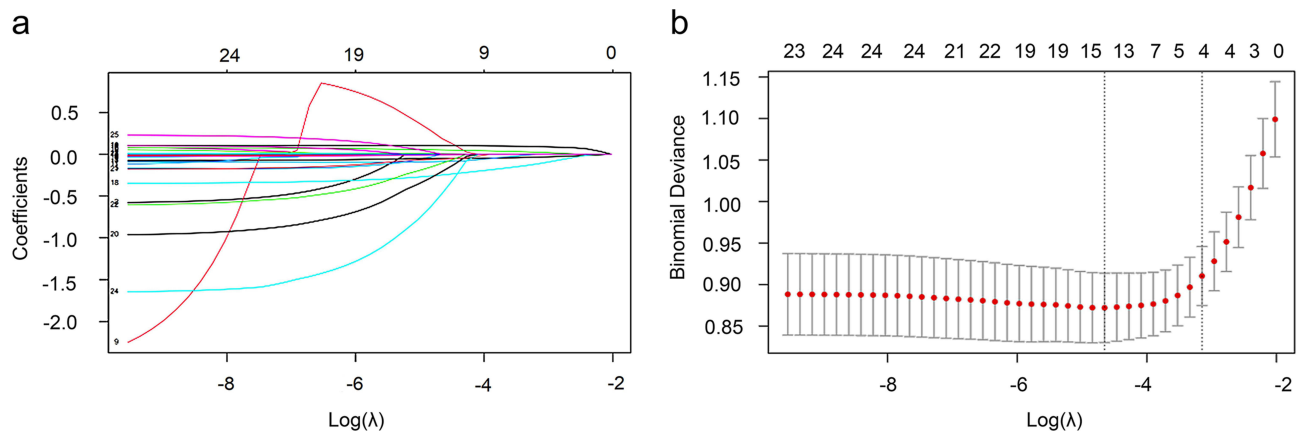 a
24 19 9 0
Coefficients
0.5
0.0
-0.5
-1.0
-1.5
-2.0
25
18
20
24
9
-8 -6 -4 -2
Log(λ)
b
23 24 24 24 21 22 19 19 15 13 7 5 4 4 3 0
Binomial Deviance
1.15
1.10
1.05
1.00
0.95
0.90
0.85
-8 -6 -4 -2
Log(λ)